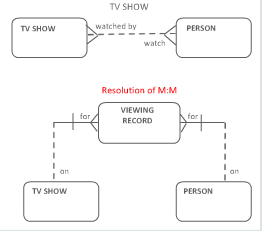 TV SHOW
TV SHOW
watched by
PERSON
watch
Resolution of M:M
for
VIEWING
RECORD
for
on
on
TV SHOW
PERSON